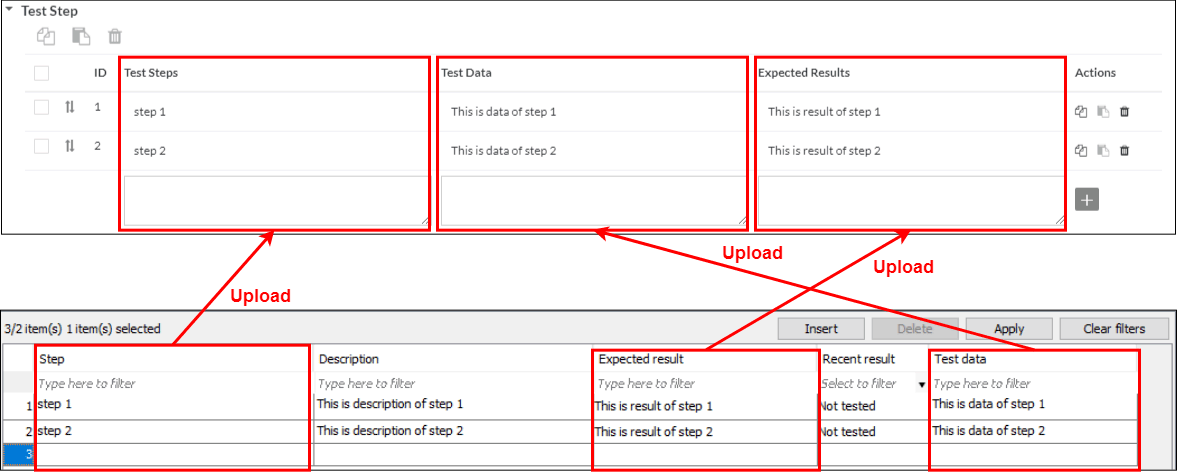 Test Step
ID Test Steps Test Data Expected Results Actions
1 step 1 This is data of step 1 This is result of step 1
2 step 2 This is data of step 2 This is result of step 2
Upload
Upload
Upload
3/2 item(s) 1 item(s) selected Insert Delete Apply Clear filters
Step Description Expected result Recent result Test data
Type here to filter Type here to filter Type here to filter Select to filter Type here to filter
1 step 1 This is description of step 1 This is result of step 1 Not tested This is data of step 1
2 step 2 This is description of step 2 This is result of step 2 Not tested This is data of step 2
3